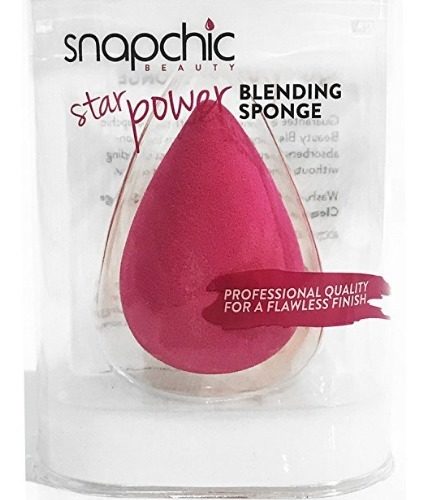 snapchic
BEAUTY
star power BLENDING
SPONGE
PROFESSIONAL QUALITY
FOR A FLAWLESS FINISH